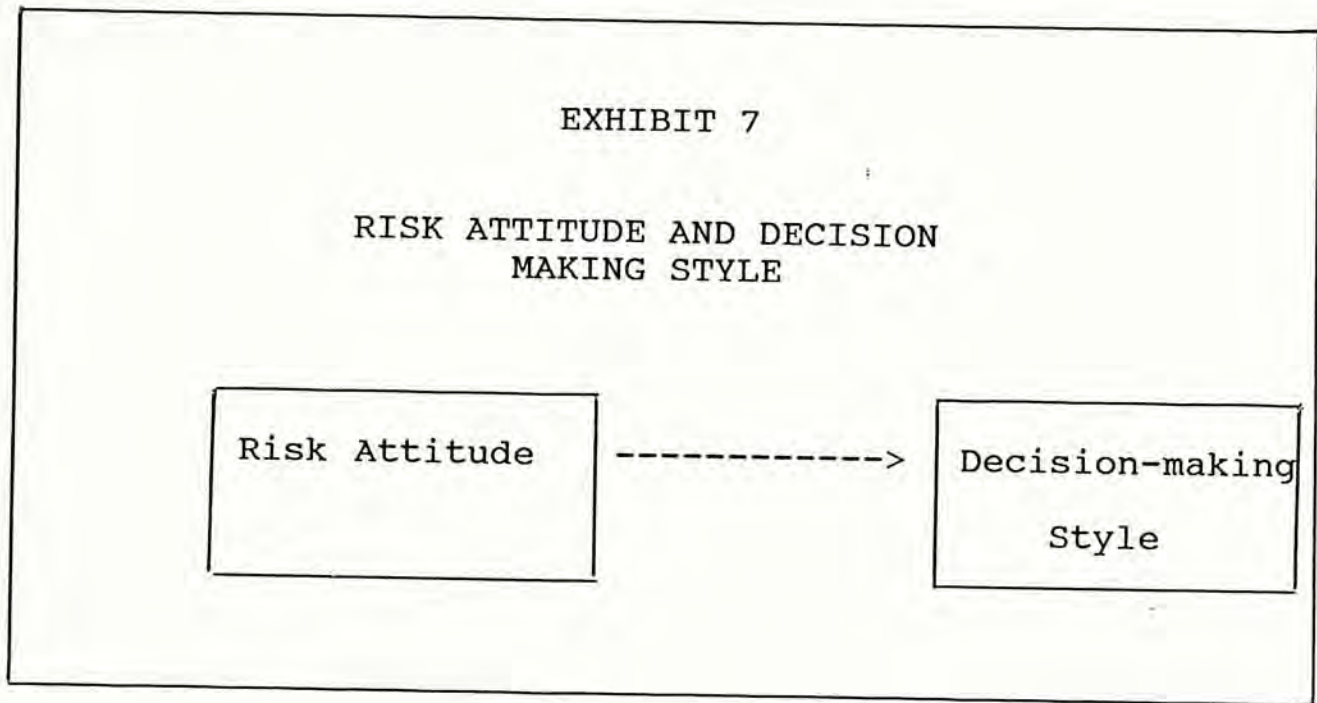 EXHIBIT 7
RISK ATTITUDE AND DECISION
MAKING STYLE
Risk Attitude ------------> Decision-making
Style